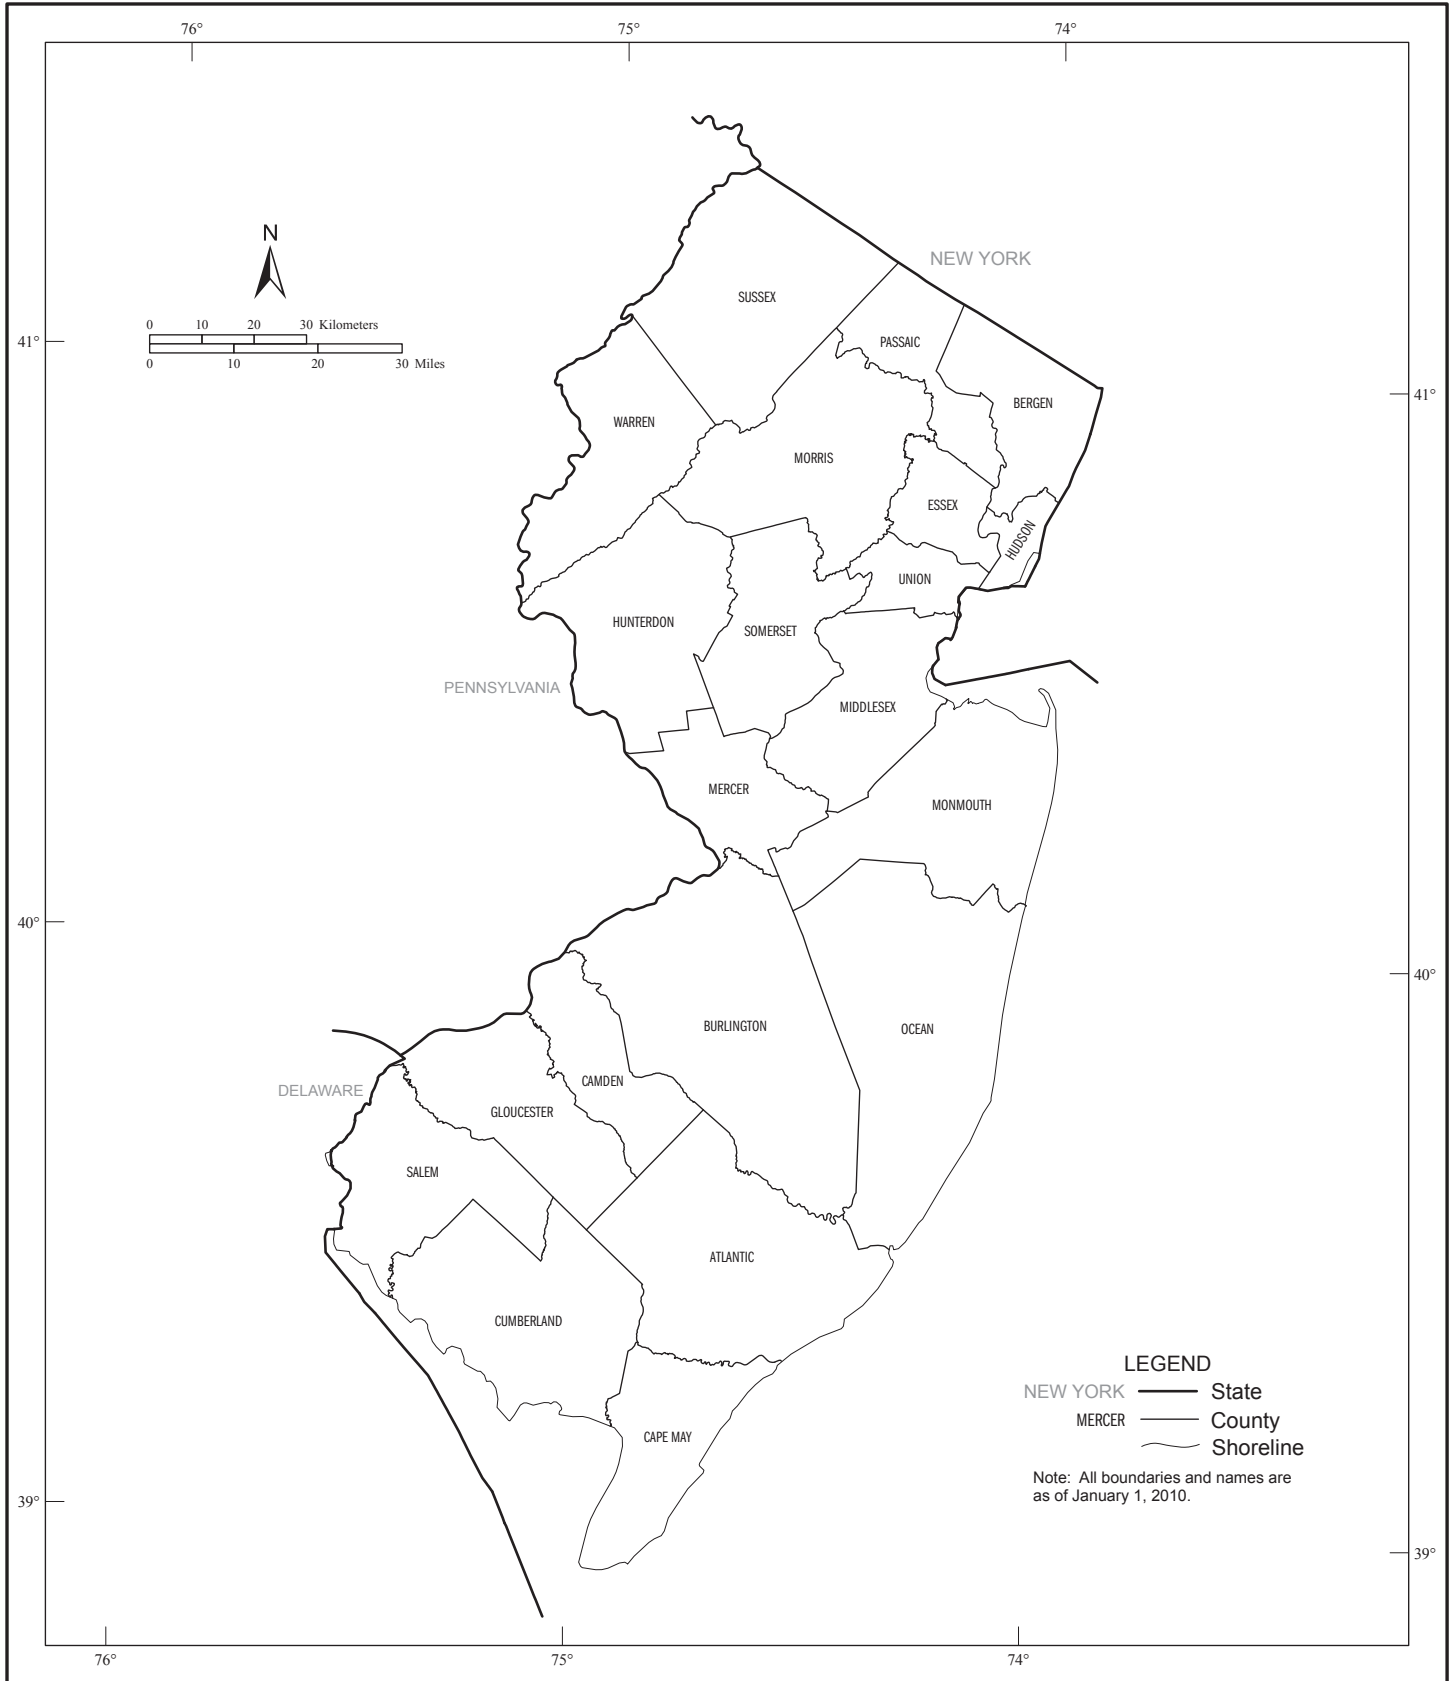 76° 75° 74°
N
NEW YORK
SUSSEX
0 10 20 30 Kilometers
0 10 20 30 Miles
41°
PASSAIC
41°
BERGEN
WARREN
MORRIS
ESSEX
HUDSON
UNION
HUNTERDON
SOMERSET
PENNSYLVANIA
MIDDLESEX
MERCER
MONMOUTH
40°
40°
BURLINGTON
OCEAN
CAMDEN
DELAWARE
GLOUCESTER
SALEM
ATLANTIC
CUMBERLAND
LEGEND
NEW YORK State
MERCER County
Shoreline
CAPE MAY
Note: All boundaries and names are
as of January 1, 2010.
39°
39°
76° 75° 74°